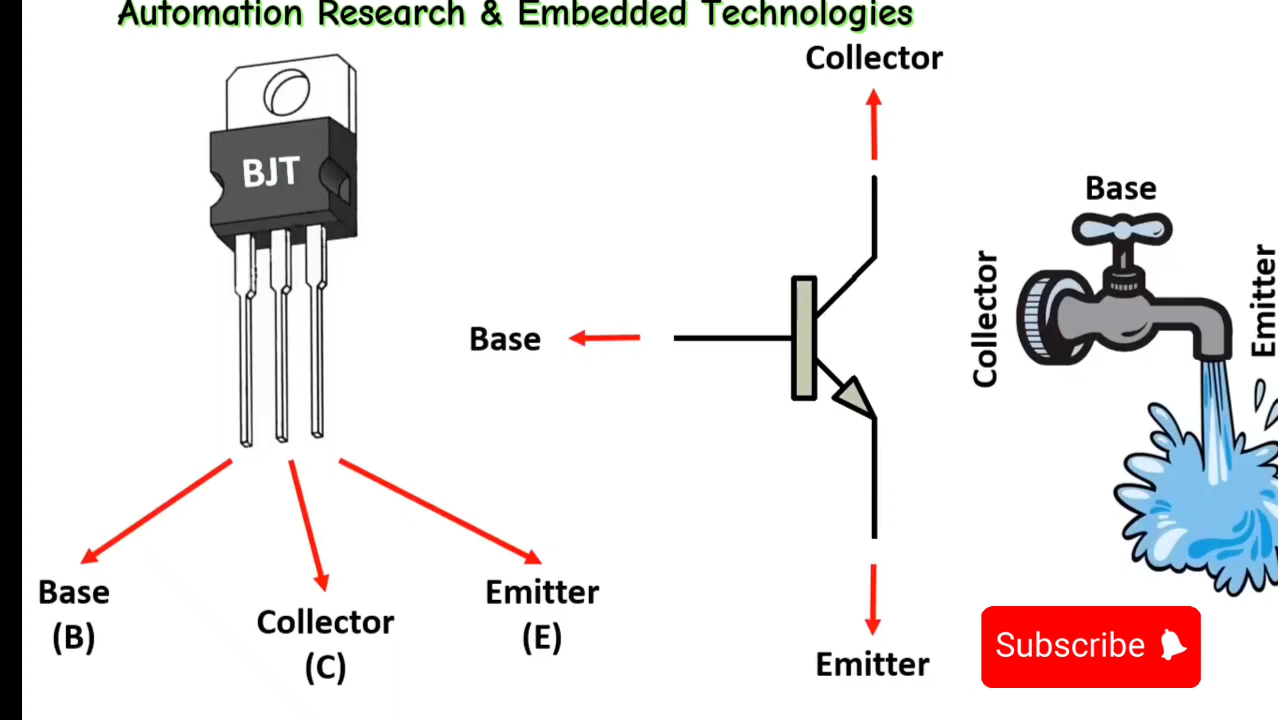 Automation Research & Embedded Technologies
Collector
BJT
Base
Collector
Emitter
Base
Base
(B)
Collector
(C)
Emitter
(E)
Emitter
Subscribe